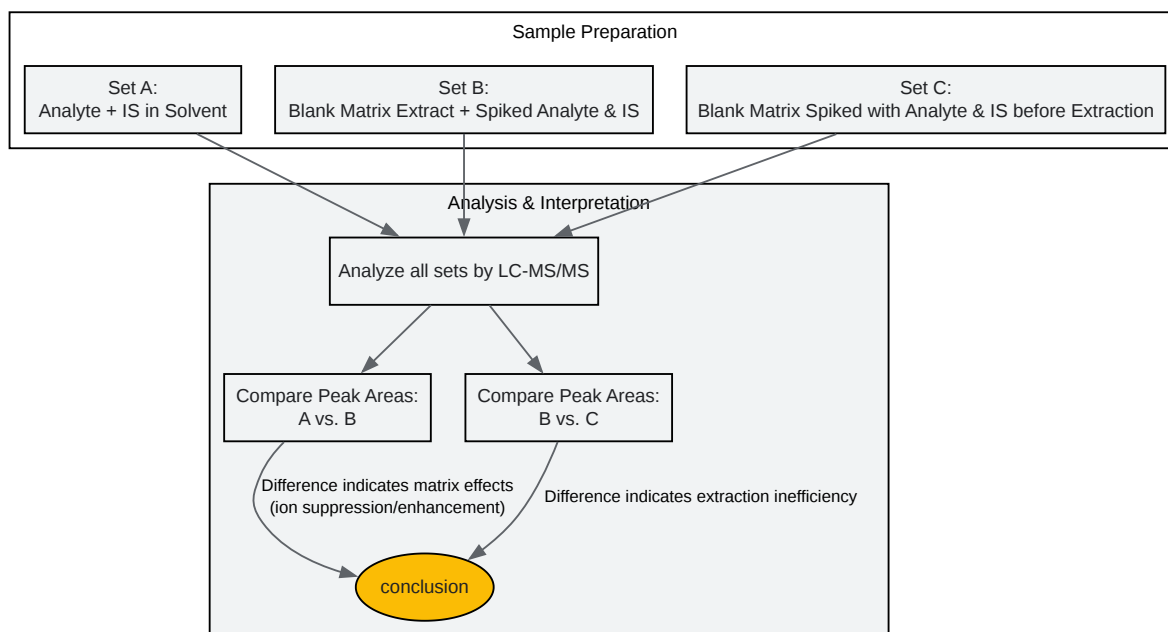 Sample Preparation
Set A:
Analyte + IS in Solvent
Set B:
Blank Matrix Extract + Spiked Analyte & IS
Set C:
Blank Matrix Spiked with Analyte & IS before Extraction
Analysis & Interpretation
Analyze all sets by LC-MS/MS
Compare Peak Areas:
A vs. B
Compare Peak Areas:
B vs. C
Difference indicates matrix effects
(ion suppression/enhancement)
Difference indicates extraction inefficiency
conclusion